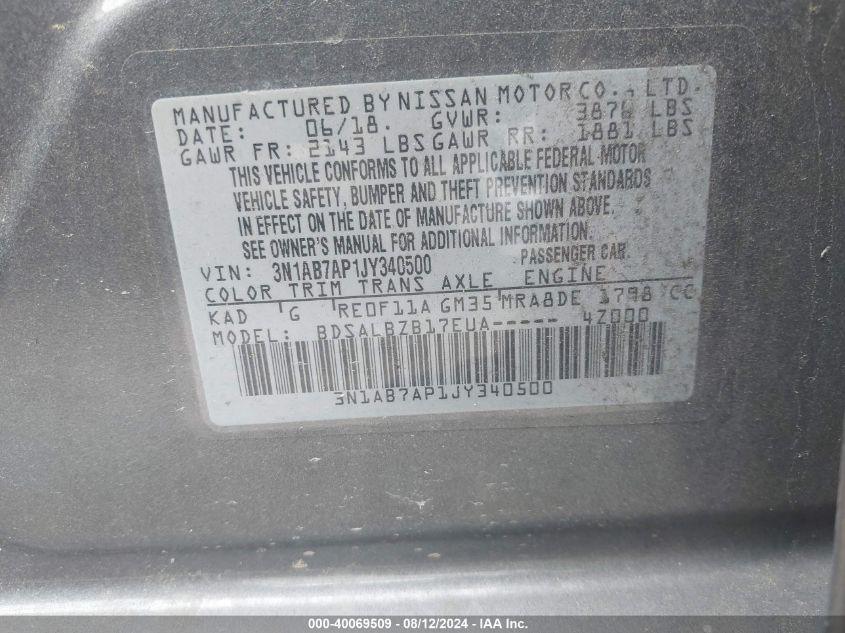 MANUFACTURED BY NISSAN MOTOR CO., LTD.
DATE: 06/18. GVWR: 3876 LBS
GAWR FR: 2143 LBS GAWR RR: 1881 LBS
THIS VEHICLE CONFORMS TO ALL APPLICABLE FEDERAL MOTOR
VEHICLE SAFETY, BUMPER AND THEFT PREVENTION STANDARDS
IN EFFECT ON THE DATE OF MANUFACTURE SHOWN ABOVE.
SEE OWNER'S MANUAL FOR ADDITIONAL INFORMATION.
VIN: 3N1AB7AP1JY340500 PASSENGER CAR
COLOR TRIM TRANS AXLE ENGINE
KAD G RE0F11A GM35 MRA8DE 1798 CC
MODEL: BDSALBZB17EUA----- 4Z000
3N1AB7AP1JY340500
000-40069509 - 08/12/2024 - IAA Inc.